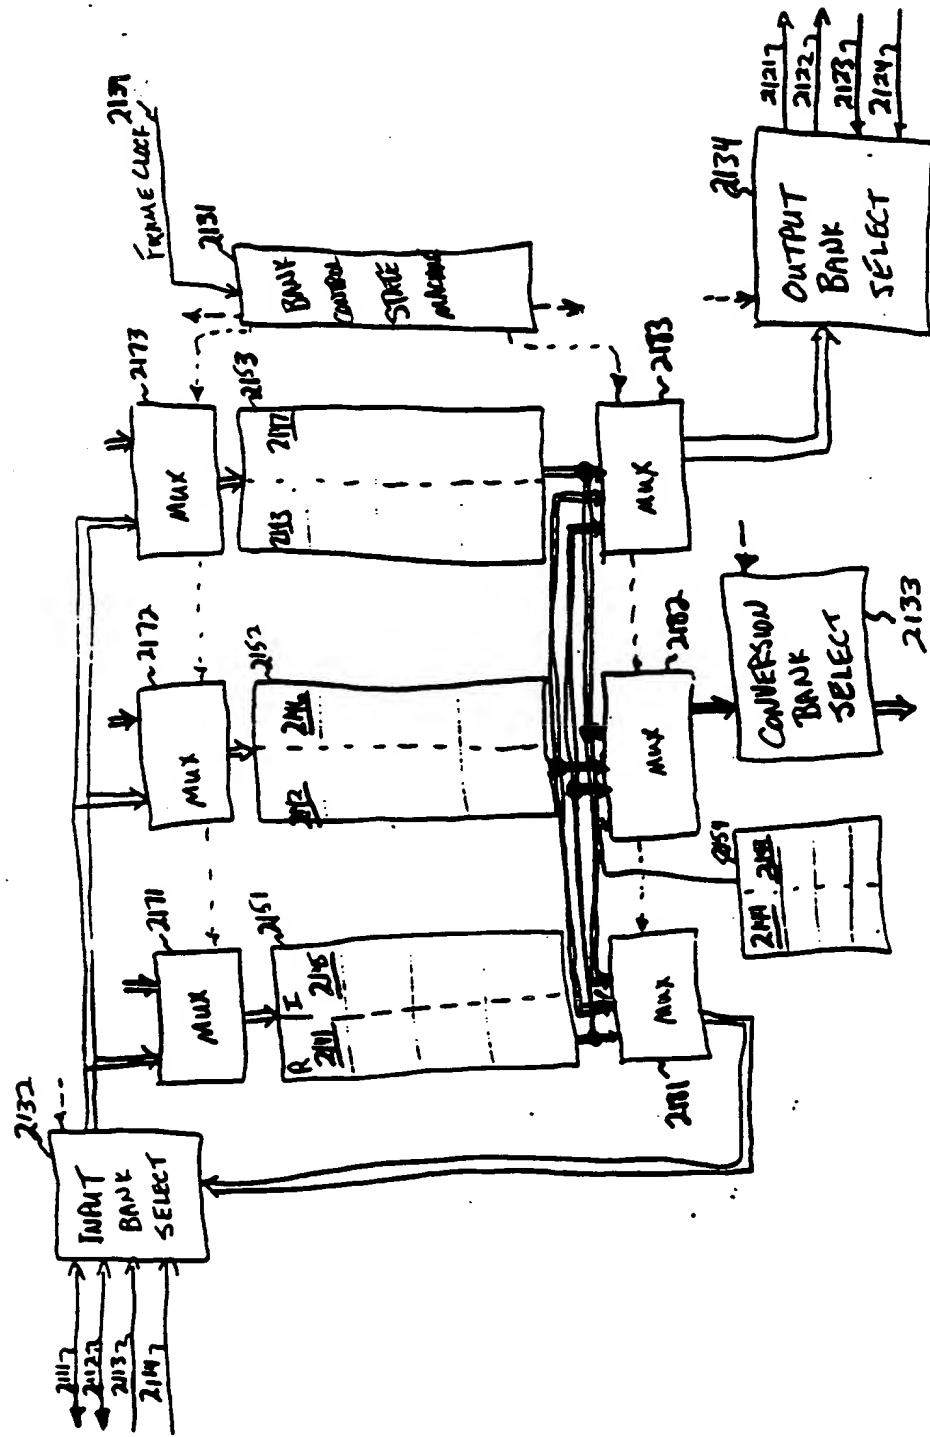 2111
2112
2113
2114
INPUT
BANK
SELECT
2132
MUX
2171
MUX
2172
MUX
2173
FRAME CLOCK
2139
R
I
2141
2145
2151
2142
2146
2152
2143
2147
2153
BANK
CONTROL
STATE
MACHINE
2131
MUX
2181
MUX
2182
MUX
2183
2144
2148
2154
CONVERSION
BANK
SELECT
2133
OUTPUT
BANK
SELECT
2134
2121
2122
2123
2124